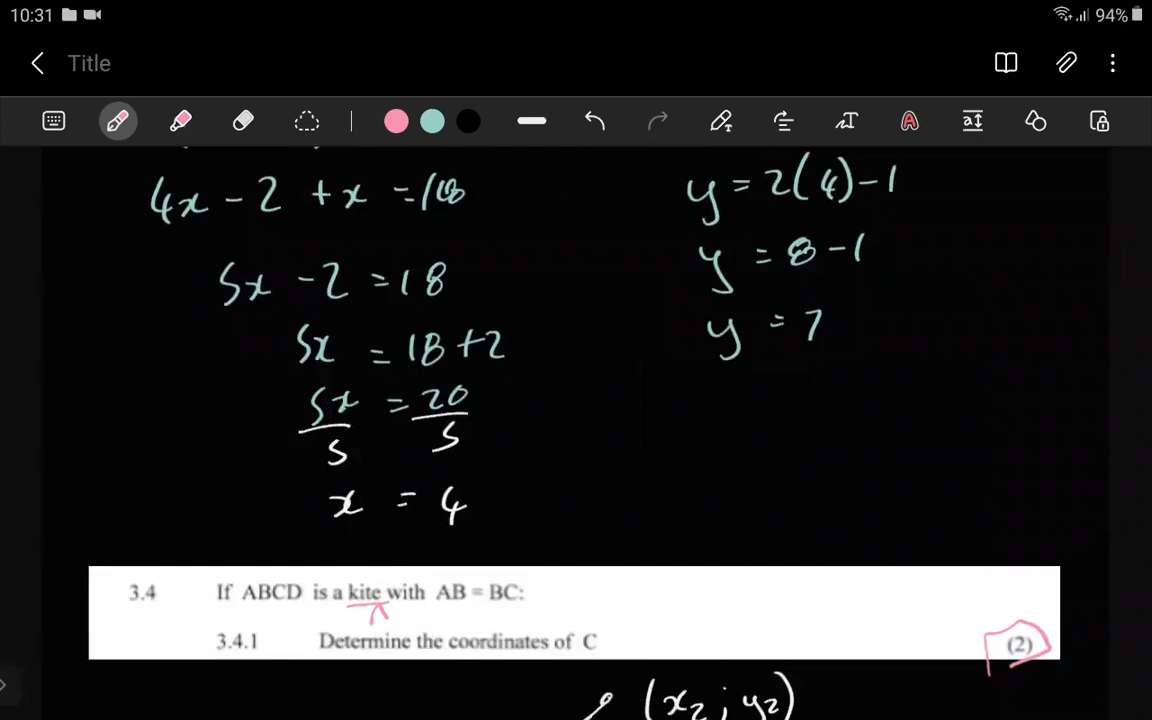 10:31 94%
Title
4x - 2 + x = 18
5x - 2 = 18
5x = 18 + 2
5x = 20
5 5
x = 4
y = 2(4) - 1
y = 8 - 1
y = 7
3.4 If ABCD is a kite with AB = BC:
3.4.1 Determine the coordinates of C (2)
(x2 ; y2)